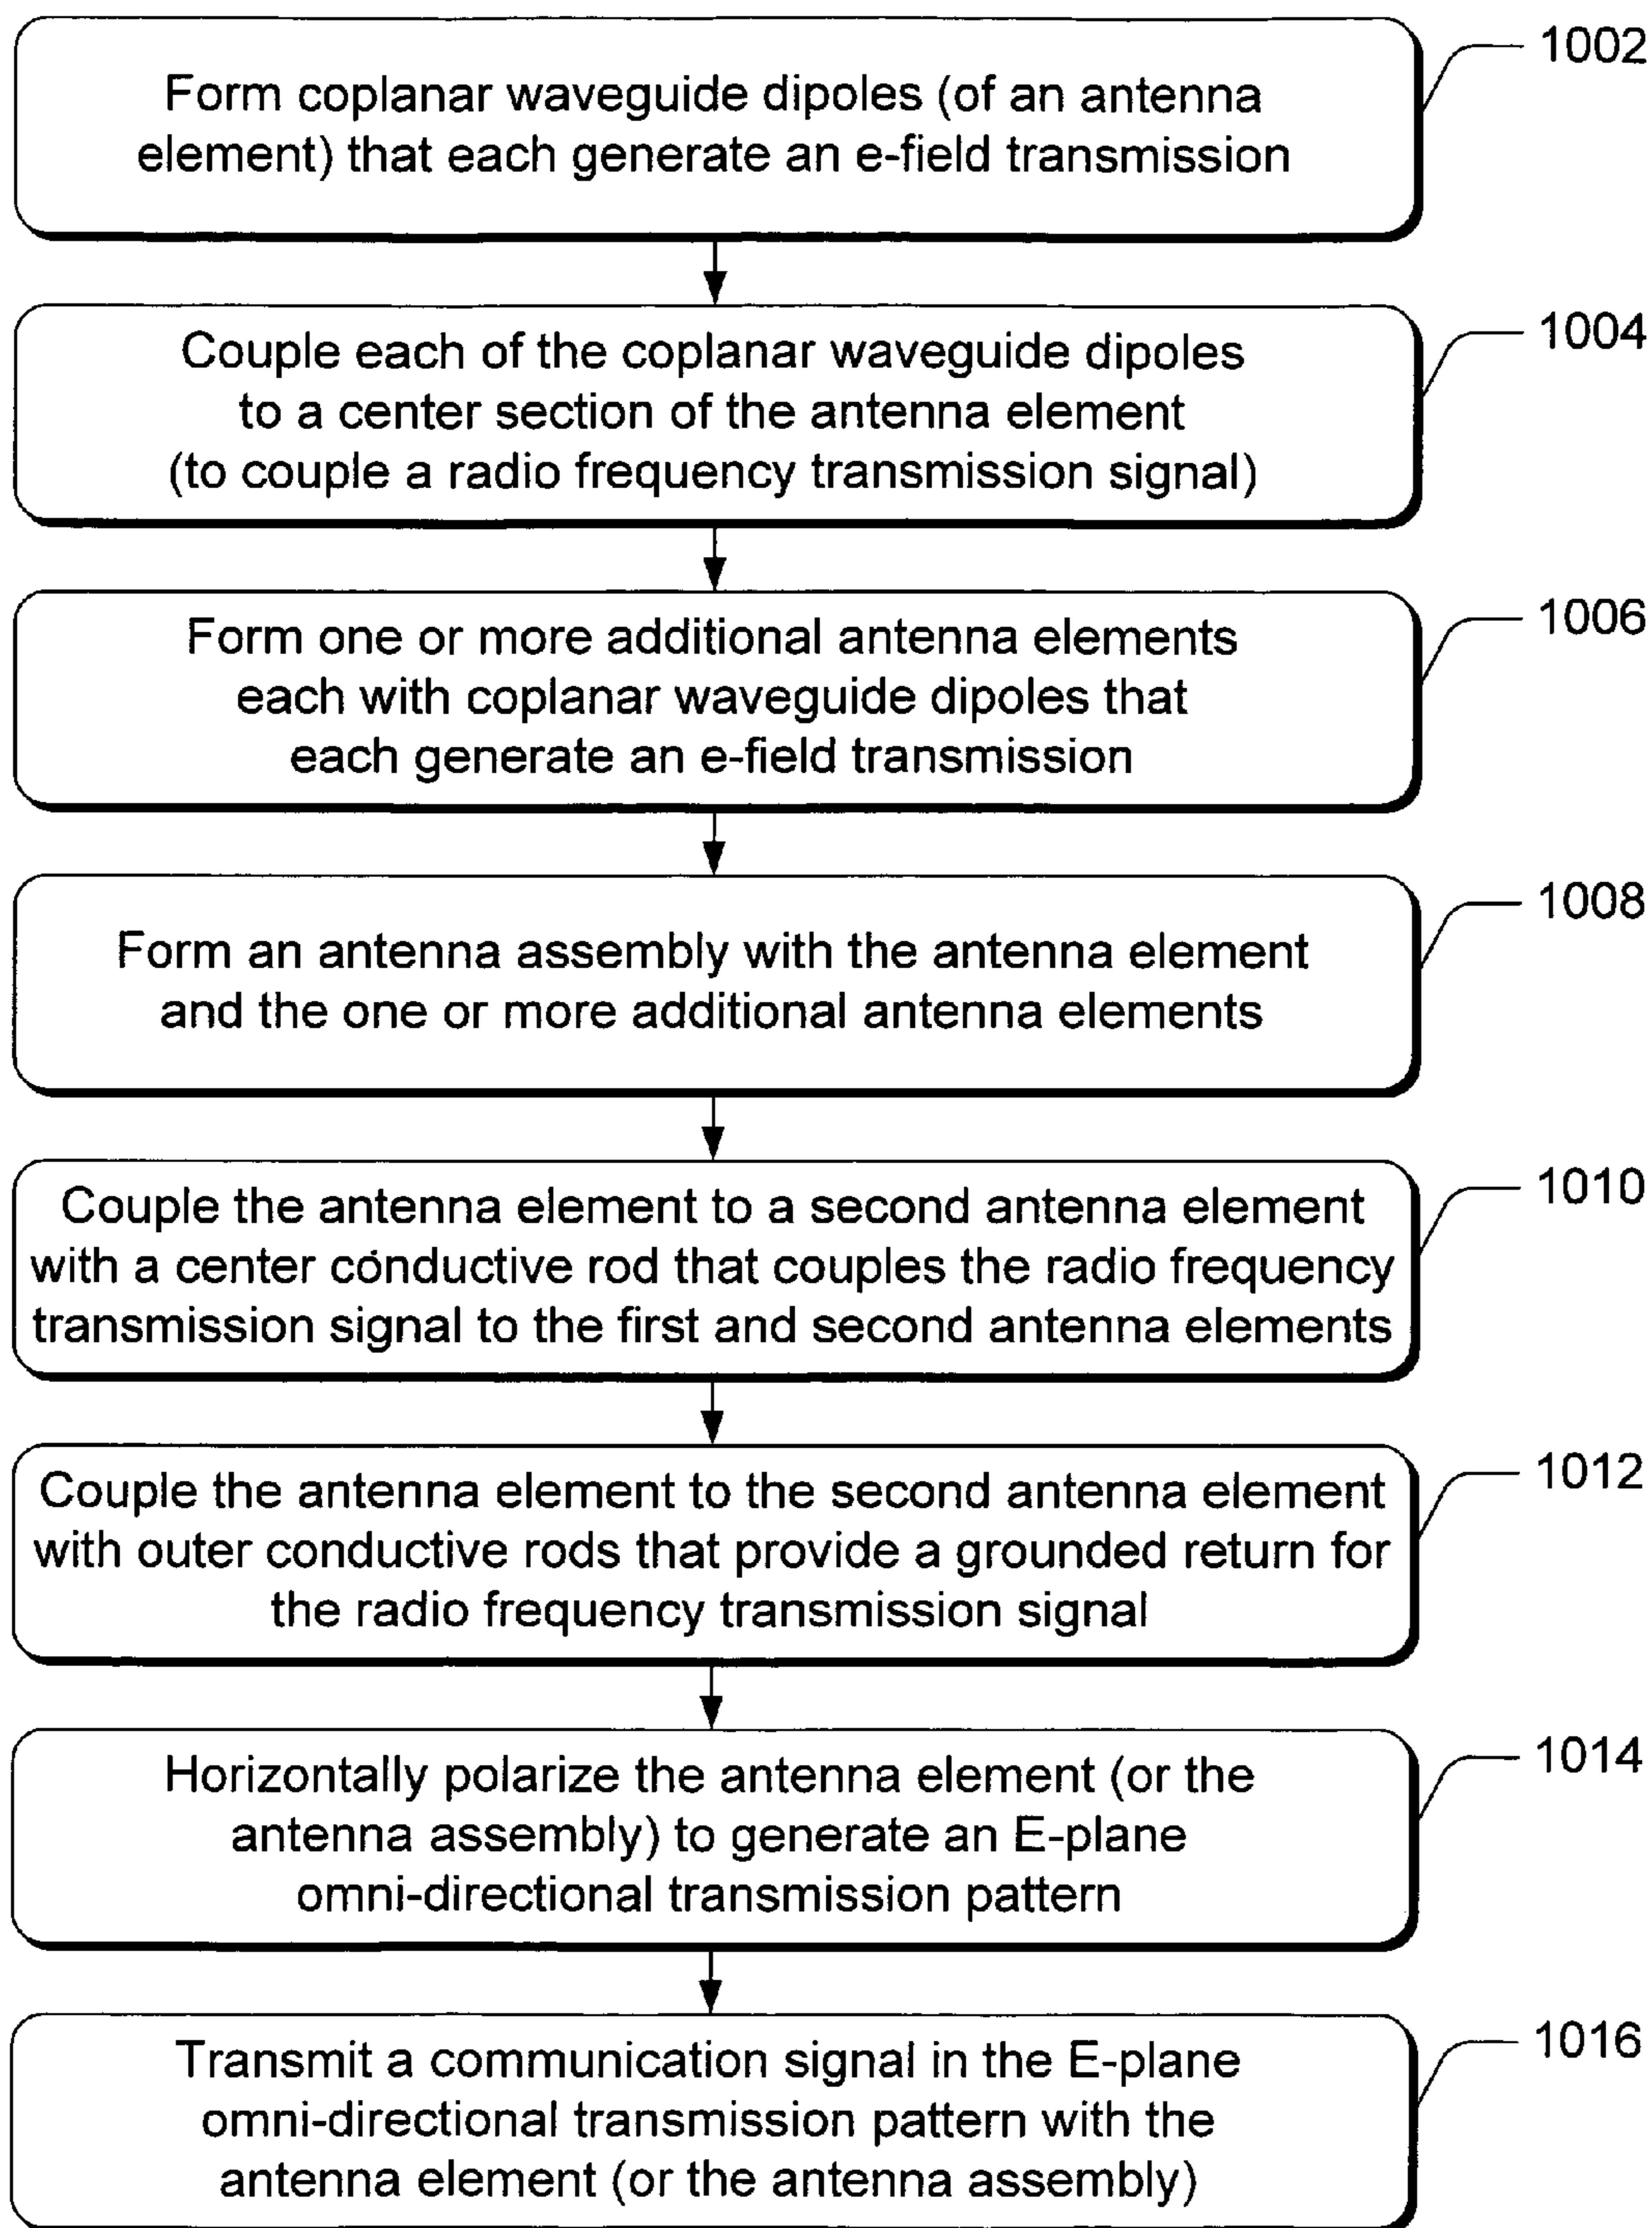 1002
Form coplanar waveguide dipoles (of an antenna
element) that each generate an e-field transmission
1004
Couple each of the coplanar waveguide dipoles
to a center section of the antenna element
(to couple a radio frequency transmission signal)
1006
Form one or more additional antenna elements
each with coplanar waveguide dipoles that
each generate an e-field transmission
1008
Form an antenna assembly with the antenna element
and the one or more additional antenna elements
1010
Couple the antenna element to a second antenna element
with a center conductive rod that couples the radio frequency
transmission signal to the first and second antenna elements
1012
Couple the antenna element to the second antenna element
with outer conductive rods that provide a grounded return for
the radio frequency transmission signal
1014
Horizontally polarize the antenna element (or the
antenna assembly) to generate an E-plane
omni-directional transmission pattern
1016
Transmit a communication signal in the E-plane
omni-directional transmission pattern with the
antenna element (or the antenna assembly)